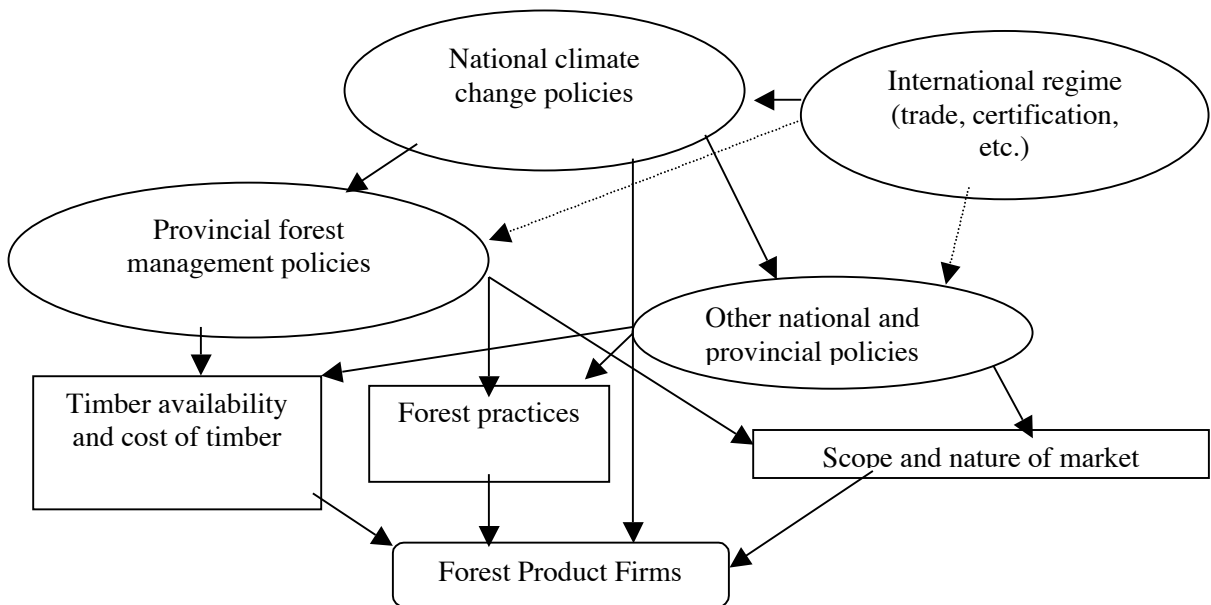 National climate
change policies
International regime
(trade, certification,
etc.)
Provincial forest
management policies
Other national and
provincial policies
Timber availability
and cost of timber
Forest practices
Scope and nature of market
Forest Product Firms